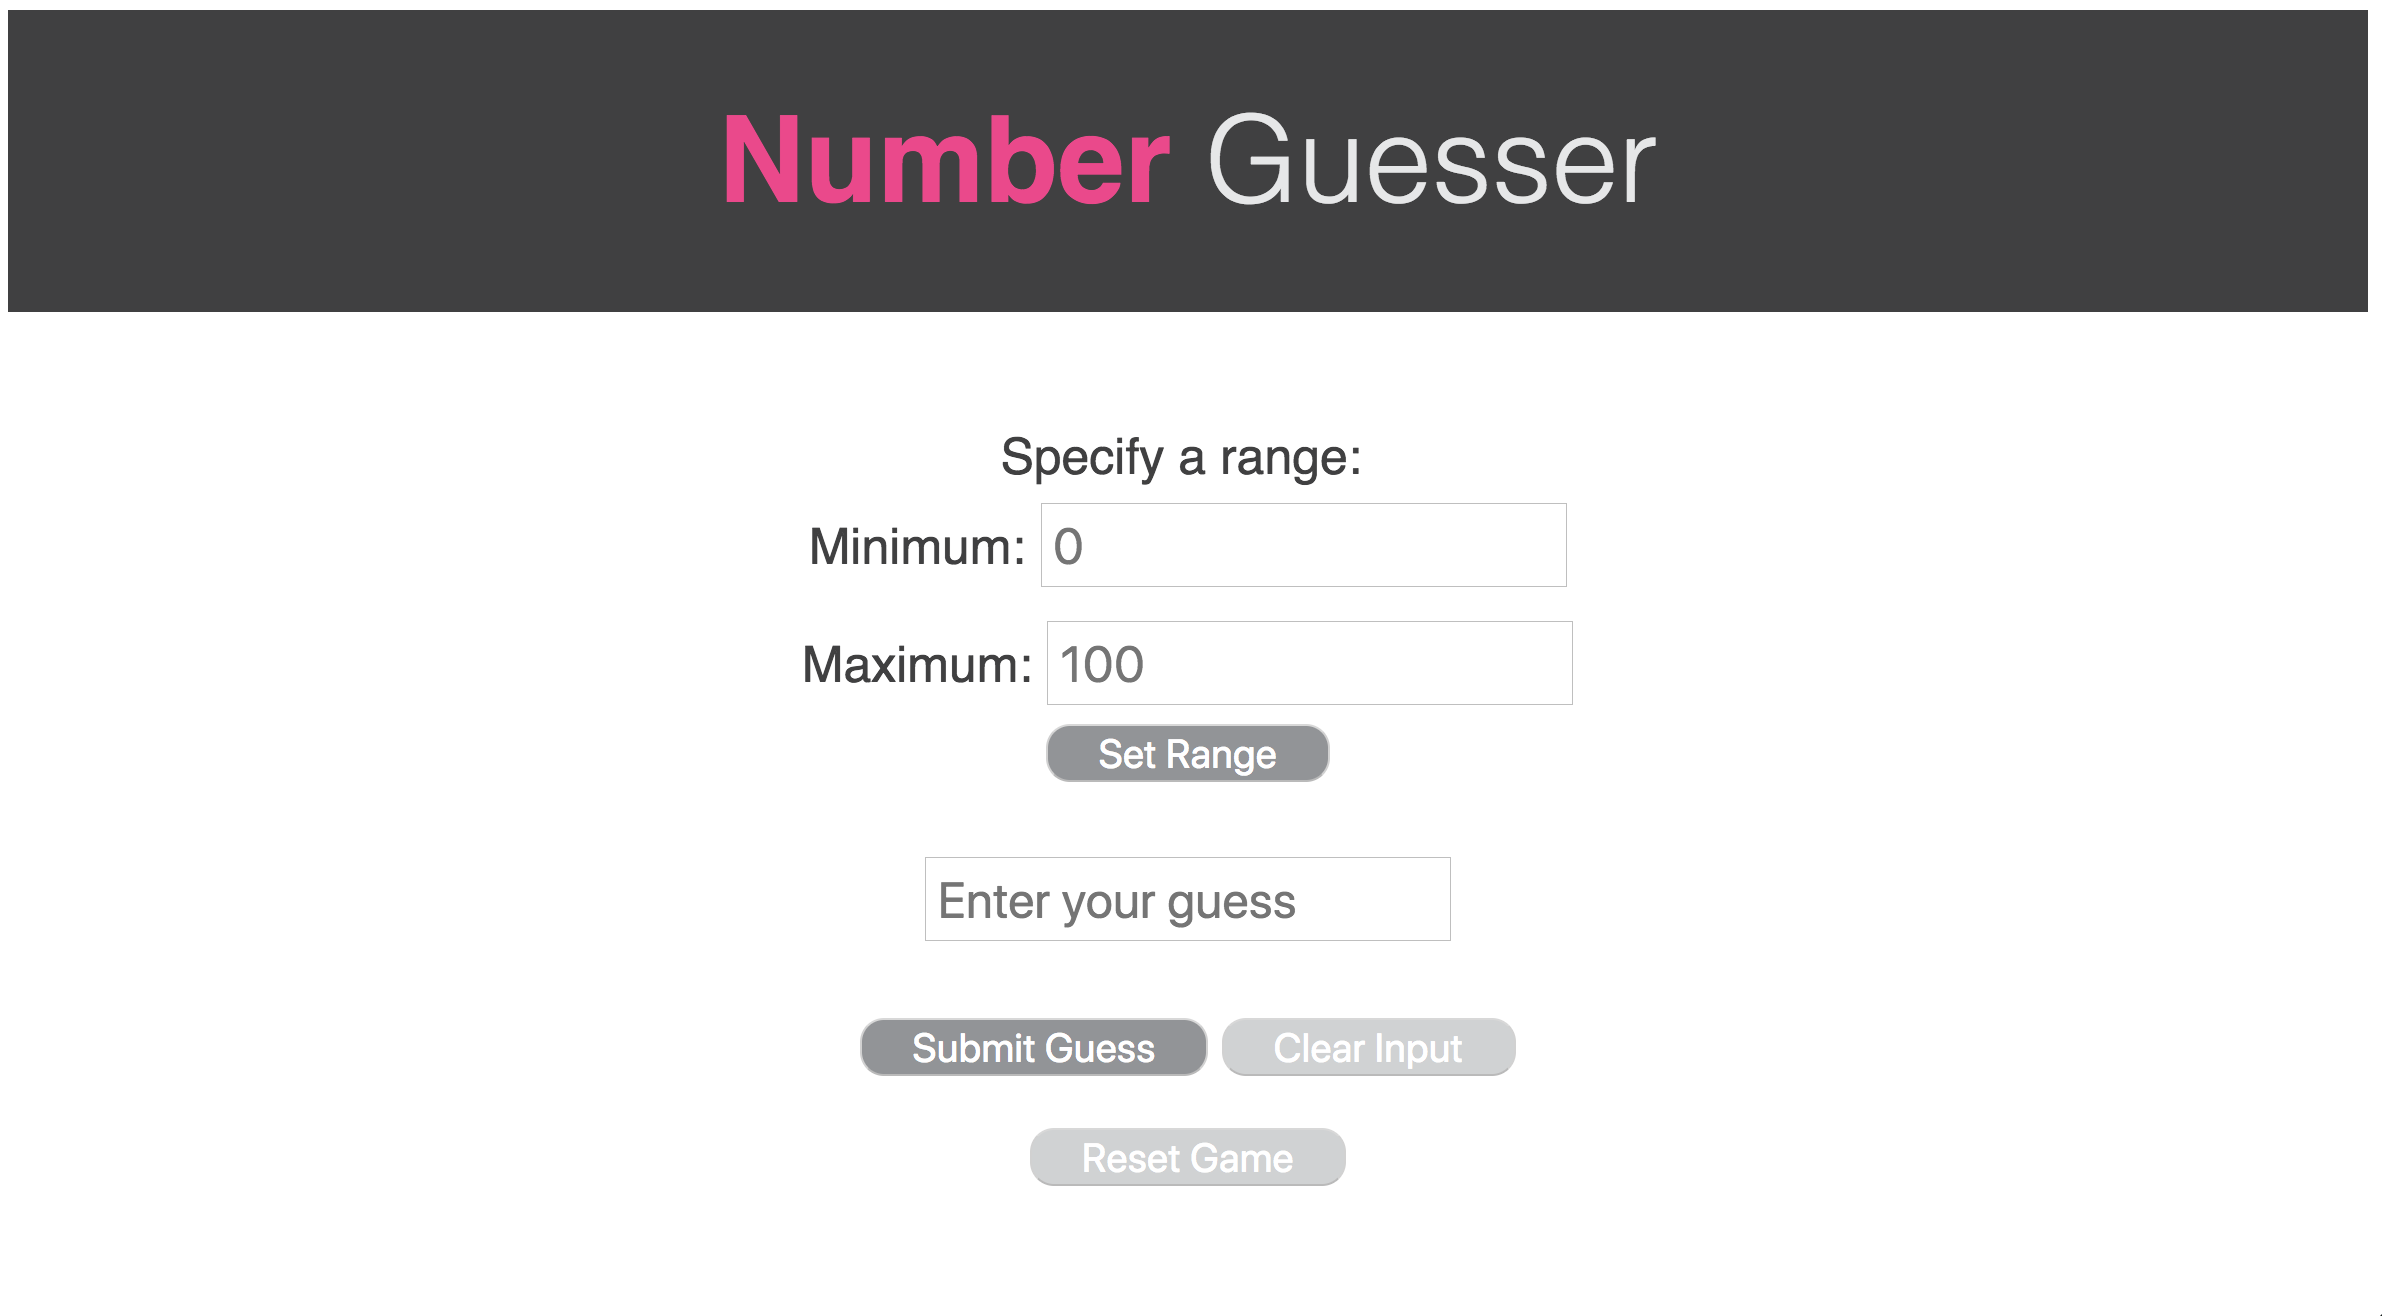 Number Guesser
Specify a range:
Minimum: 0
Maximum: 100
Set Range
Enter your guess
Submit Guess Clear Input
Reset Game